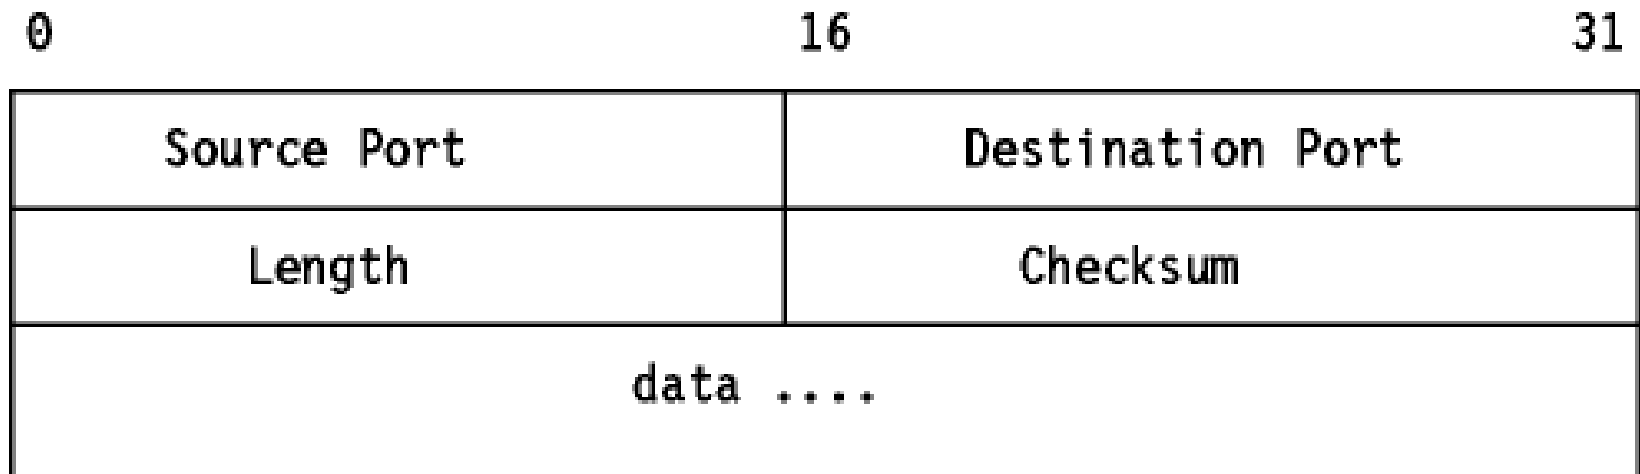 0 16 31
Source Port Destination Port
Length Checksum
data ....